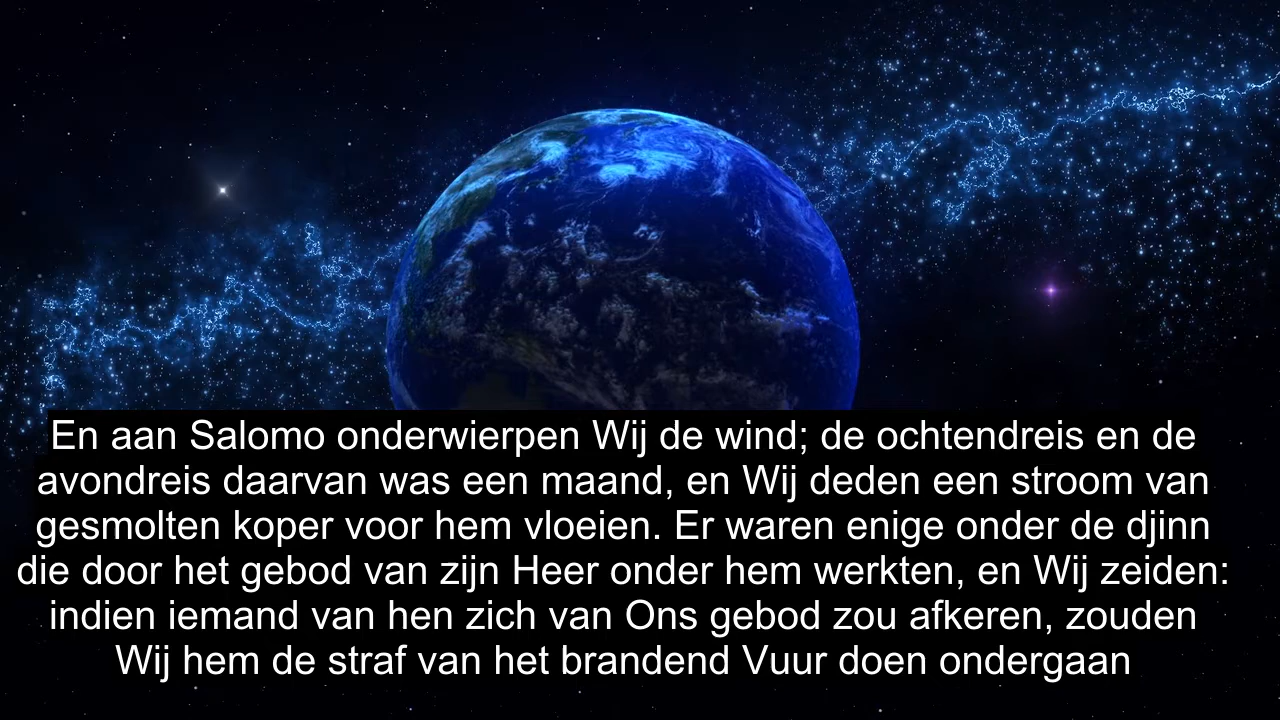 En aan Salomo onderwierpen Wij de wind; de ochtendreis en de
avondreis daarvan was een maand, en Wij deden een stroom van
gesmolten koper voor hem vloeien. Er waren enige onder de djinn
die door het gebod van zijn Heer onder hem werkten, en Wij zeiden:
indien iemand van hen zich van Ons gebod zou afkeren, zouden
Wij hem de straf van het brandend Vuur doen ondergaan